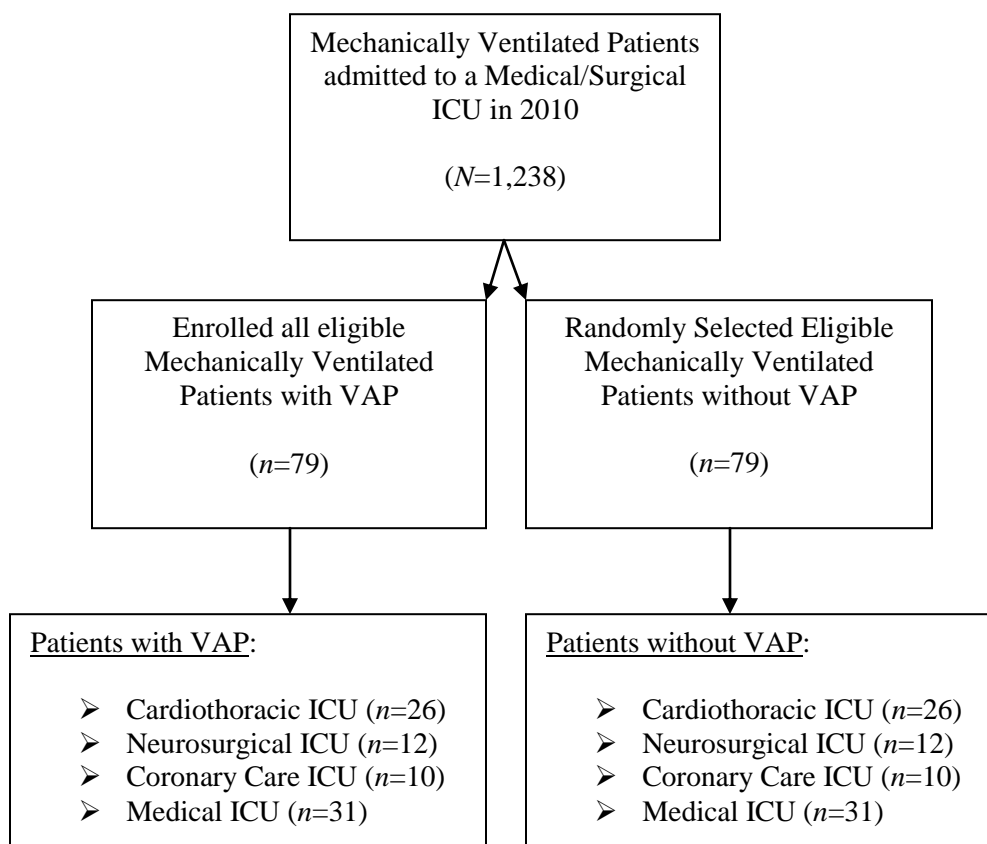 Mechanically Ventilated Patients
admitted to a Medical/Surgical
ICU in 2010
(N=1,238)
Enrolled all eligible
Mechanically Ventilated
Patients with VAP
(n=79)
Randomly Selected Eligible
Mechanically Ventilated
Patients without VAP
(n=79)
Patients with VAP:
➢ Cardiothoracic ICU (n=26)
➢ Neurosurgical ICU (n=12)
➢ Coronary Care ICU (n=10)
➢ Medical ICU (n=31)
Patients without VAP:
➢ Cardiothoracic ICU (n=26)
➢ Neurosurgical ICU (n=12)
➢ Coronary Care ICU (n=10)
➢ Medical ICU (n=31)